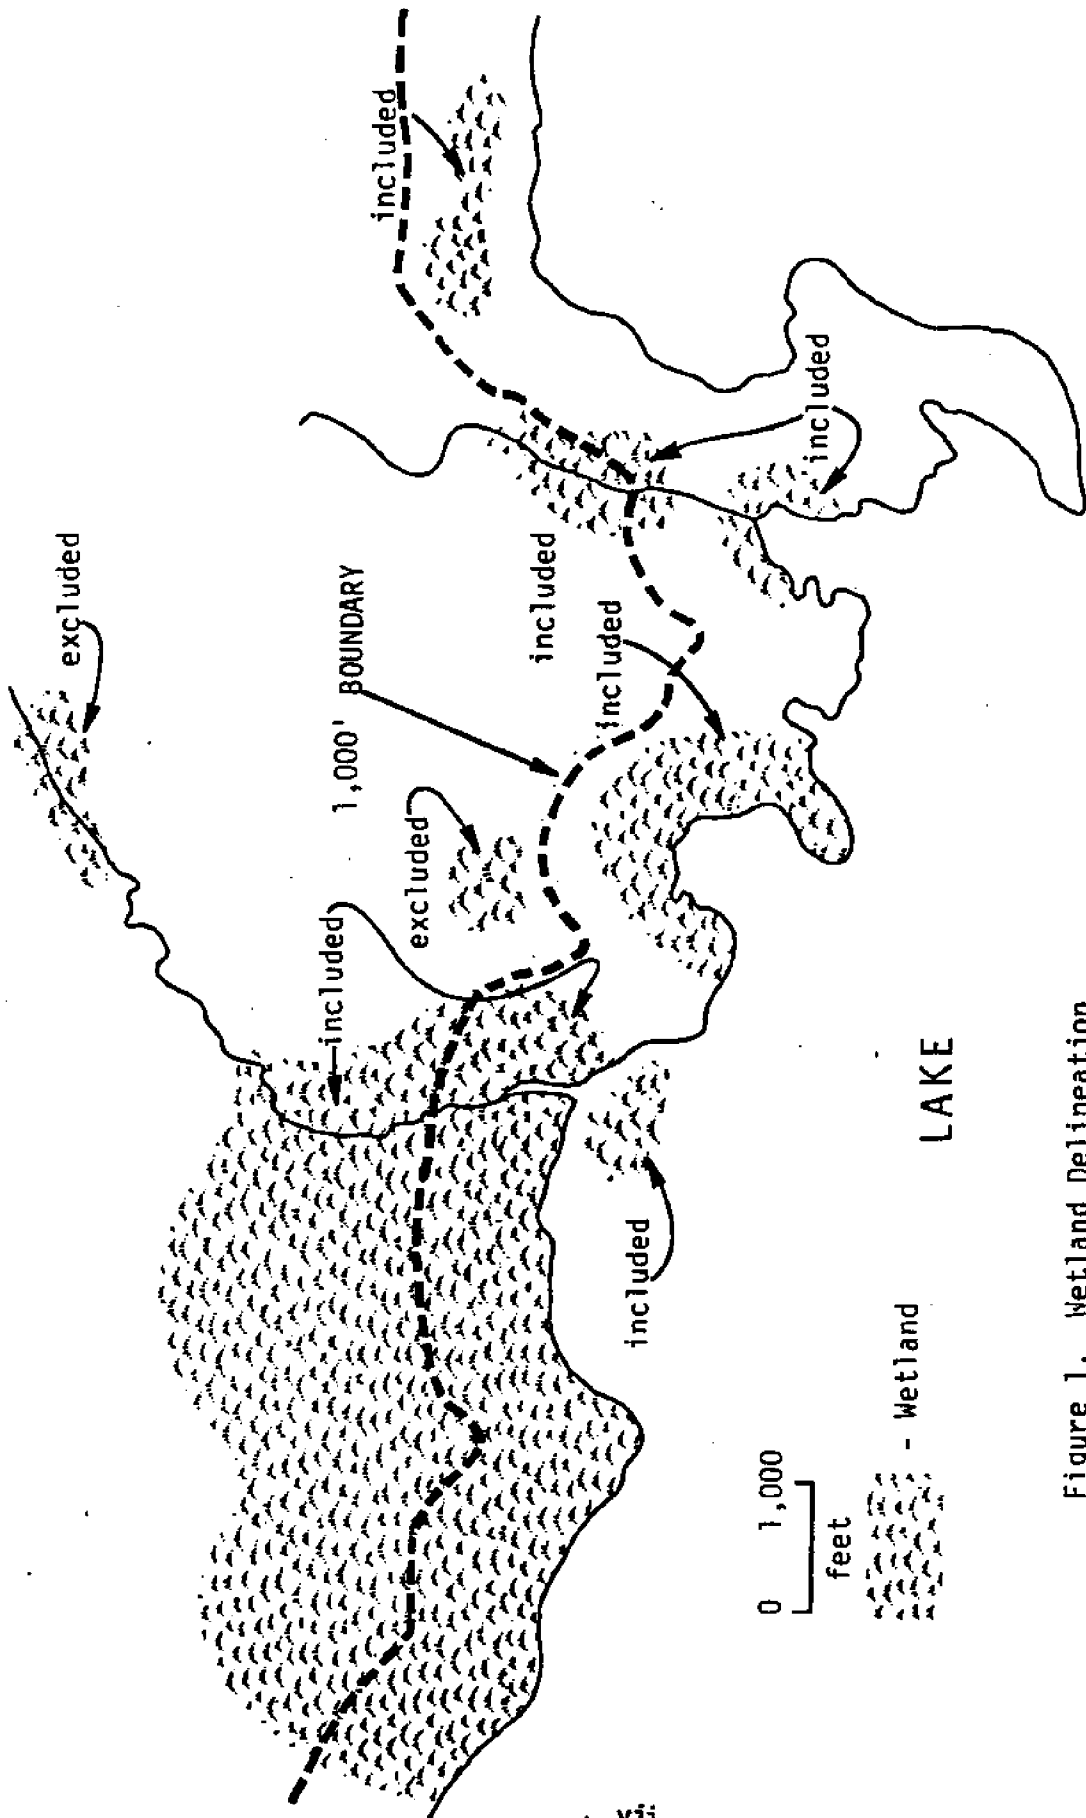 excluded
included
1,000' BOUNDARY
included
excluded
included
included
included
included
included
LAKE
0 1,000
feet
- Wetland
Figure 1. Wetland Delineation
vii